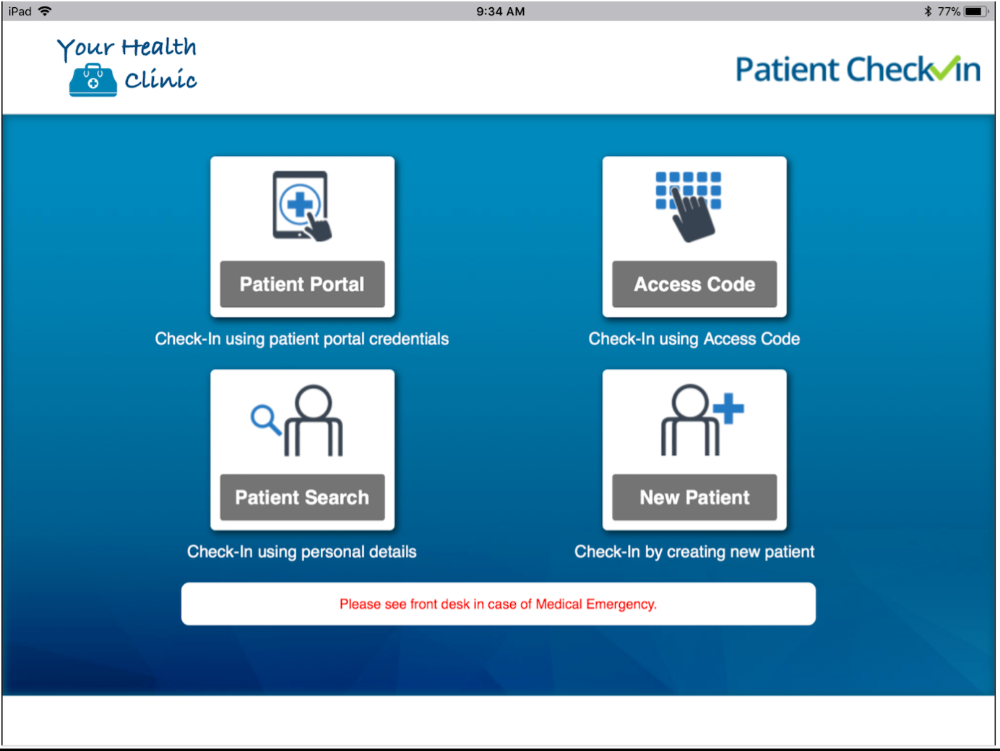 iPad
9:34 AM
77%
Your Health
Clinic
Patient Checkin
Patient Portal
Access Code
Check-In using patient portal credentials
Check-In using Access Code
Patient Search
New Patient
Check-In using personal details
Check-In by creating new patient
Please see front desk in case of Medical Emergency.